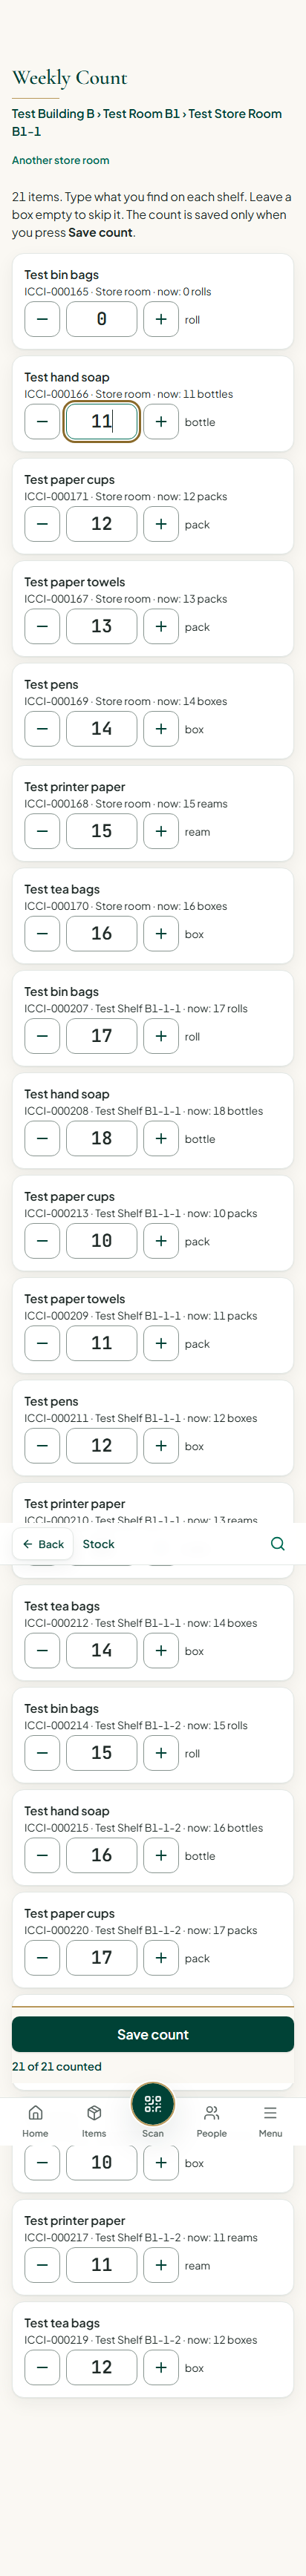 Weekly Count
Test Building B › Test Room B1 › Test Store Room
B1-1
Another store room
21 items. Type what you find on each shelf. Leave a
box empty to skip it. The count is saved only when
you press Save count.
Test bin bags
ICCI-000165 · Store room · now: 0 rolls
− 0 + roll
Test hand soap
ICCI-000166 · Store room · now: 11 bottles
− 11 + bottle
Test paper cups
ICCI-000171 · Store room · now: 12 packs
− 12 + pack
Test paper towels
ICCI-000167 · Store room · now: 13 packs
− 13 + pack
Test pens
ICCI-000169 · Store room · now: 14 boxes
− 14 + box
Test printer paper
ICCI-000168 · Store room · now: 15 reams
− 15 + ream
Test tea bags
ICCI-000170 · Store room · now: 16 boxes
− 16 + box
Test bin bags
ICCI-000207 · Test Shelf B1-1-1 · now: 17 rolls
− 17 + roll
Test hand soap
ICCI-000208 · Test Shelf B1-1-1 · now: 18 bottles
− 18 + bottle
Test paper cups
ICCI-000213 · Test Shelf B1-1-1 · now: 10 packs
− 10 + pack
Test paper towels
ICCI-000209 · Test Shelf B1-1-1 · now: 11 packs
− 11 + pack
Test pens
ICCI-000211 · Test Shelf B1-1-1 · now: 12 boxes
− 12 + box
Test printer paper
ICCI-000210 · Test Shelf B1-1-1 · now: 13 reams
Back Stock
Test tea bags
ICCI-000212 · Test Shelf B1-1-1 · now: 14 boxes
− 14 + box
Test bin bags
ICCI-000214 · Test Shelf B1-1-2 · now: 15 rolls
− 15 + roll
Test hand soap
ICCI-000215 · Test Shelf B1-1-2 · now: 16 bottles
− 16 + bottle
Test paper cups
ICCI-000220 · Test Shelf B1-1-2 · now: 17 packs
− 17 + pack
Save count
21 of 21 counted
Home Items Scan People Menu
− 10 + box
Test printer paper
ICCI-000217 · Test Shelf B1-1-2 · now: 11 reams
− 11 + ream
Test tea bags
ICCI-000219 · Test Shelf B1-1-2 · now: 12 boxes
− 12 + box